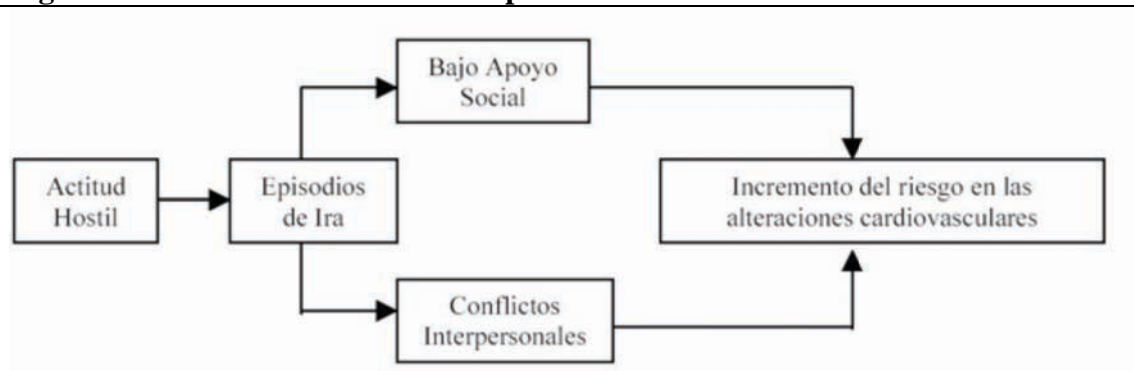 Bajo Apoyo
Social
Actitud
Hostil
Episodios
de Ira
Incremento del riesgo en las
alteraciones cardiovasculares
Conflictos
Interpersonales